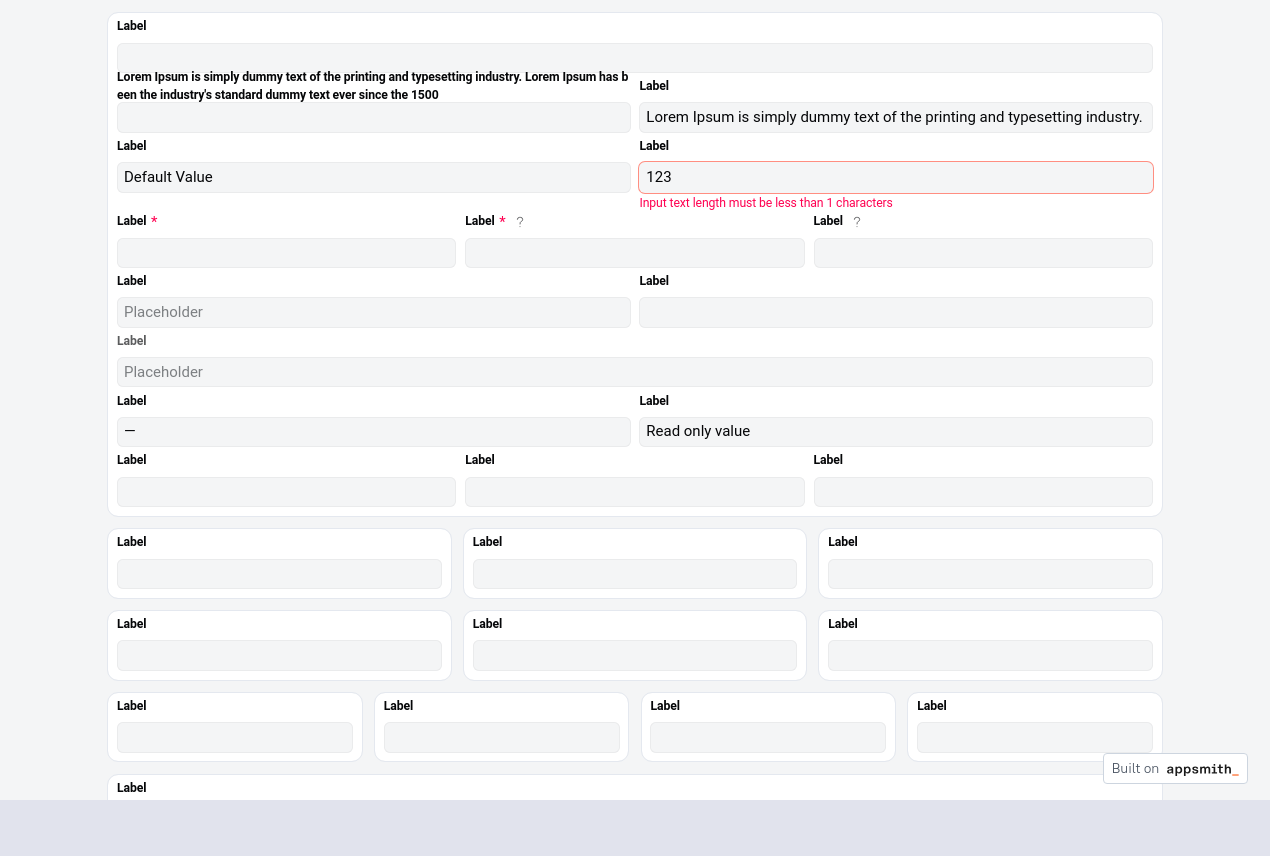 Label
Lorem Ipsum is simply dummy text of the printing and typesetting industry. Lorem Ipsum has b
een the industry's standard dummy text ever since the 1500
Label
Lorem Ipsum is simply dummy text of the printing and typesetting industry.
Label
Label
Default Value
123
Input text length must be less than 1 characters
Label *
Label * ?
Label ?
Label
Label
Placeholder
Label
Placeholder
Label
Label
—
Read only value
Label
Label
Label
Label
Label
Label
Label
Label
Label
Label
Label
Label
Label
Built on appsmith_
Label